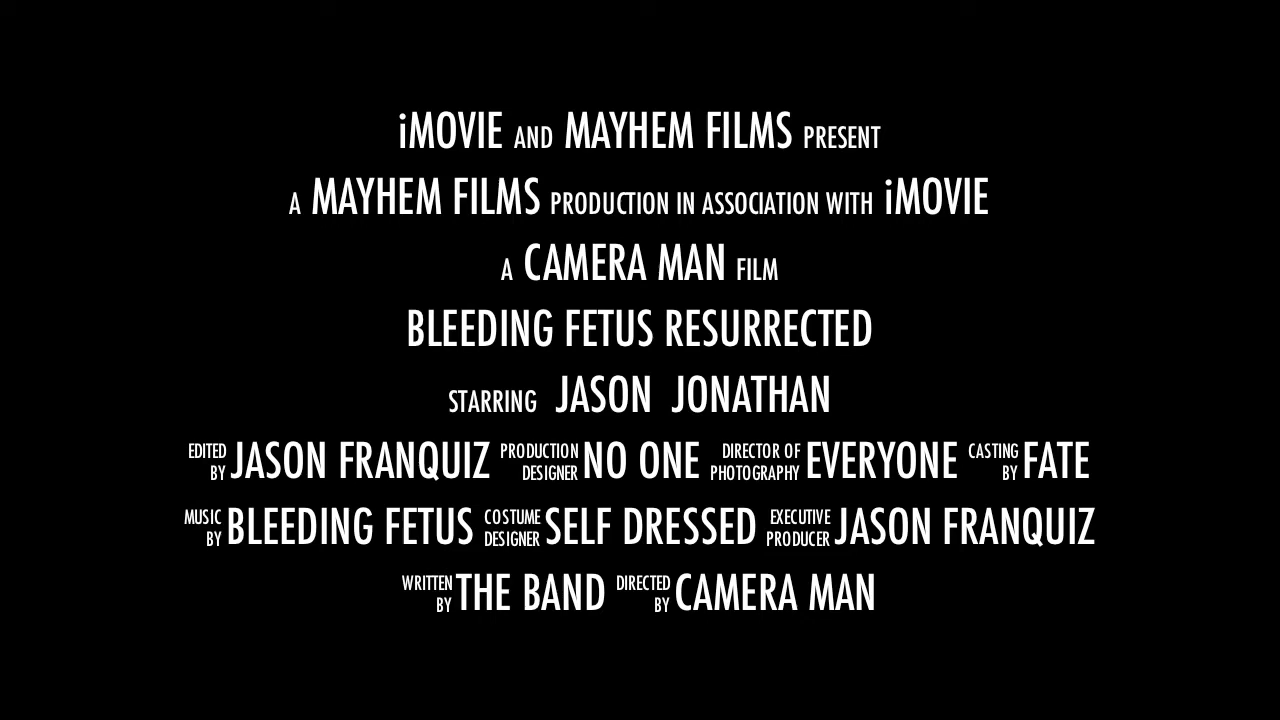 iMOVIE AND MAYHEM FILMS PRESENT
A MAYHEM FILMS PRODUCTION IN ASSOCIATION WITH iMOVIE
A CAMERA MAN FILM
BLEEDING FETUS RESURRECTED
STARRING JASON JONATHAN
EDITED BY JASON FRANQUIZ PRODUCTION DESIGNER NO ONE DIRECTOR OF PHOTOGRAPHY EVERYONE CASTING BY FATE
MUSIC BY BLEEDING FETUS COSTUME DESIGNER SELF DRESSED EXECUTIVE PRODUCER JASON FRANQUIZ
WRITTEN BY THE BAND DIRECTED BY CAMERA MAN